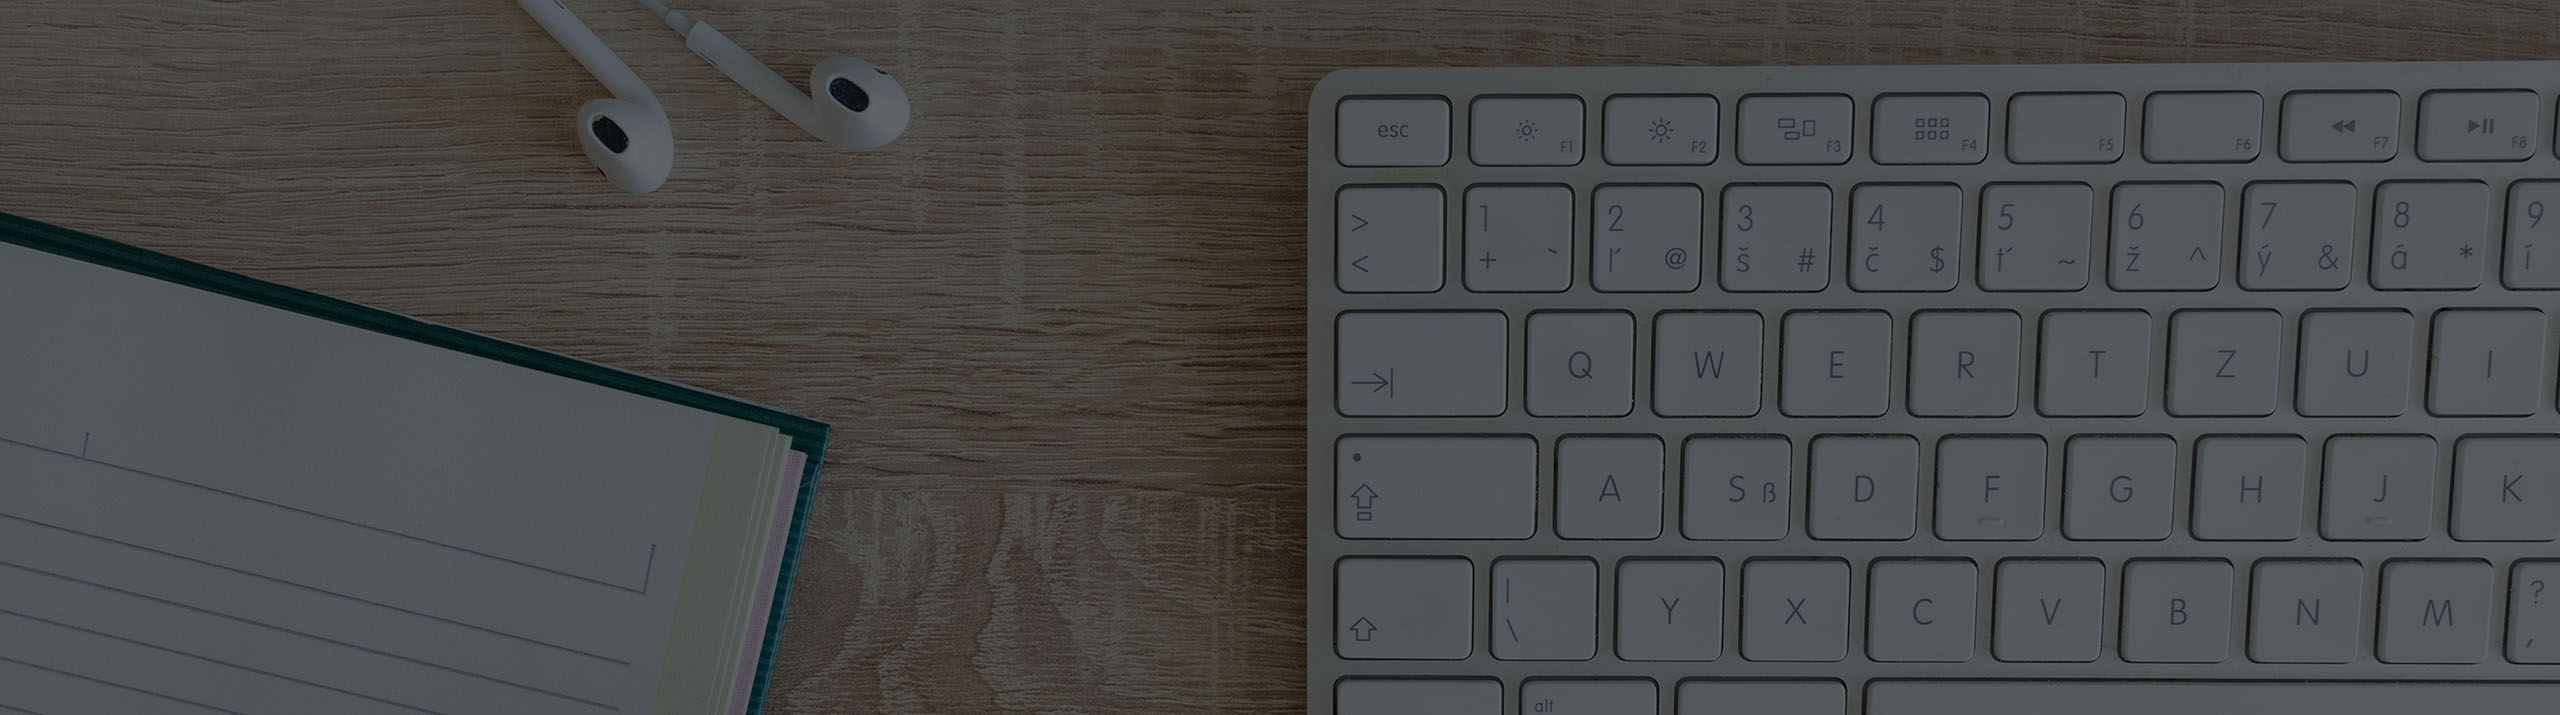 esc F1 F2 F3 F4 F5 F6 F7 F8
> 1 2 3 4 5 6 7 8 9
< + ` ľ @ š # č $ ť ~ ž ^ ý & á * í
Q W E R T Z U I
A S ß D F G H J K
| ?
\ Y X C V B N M ,
alt